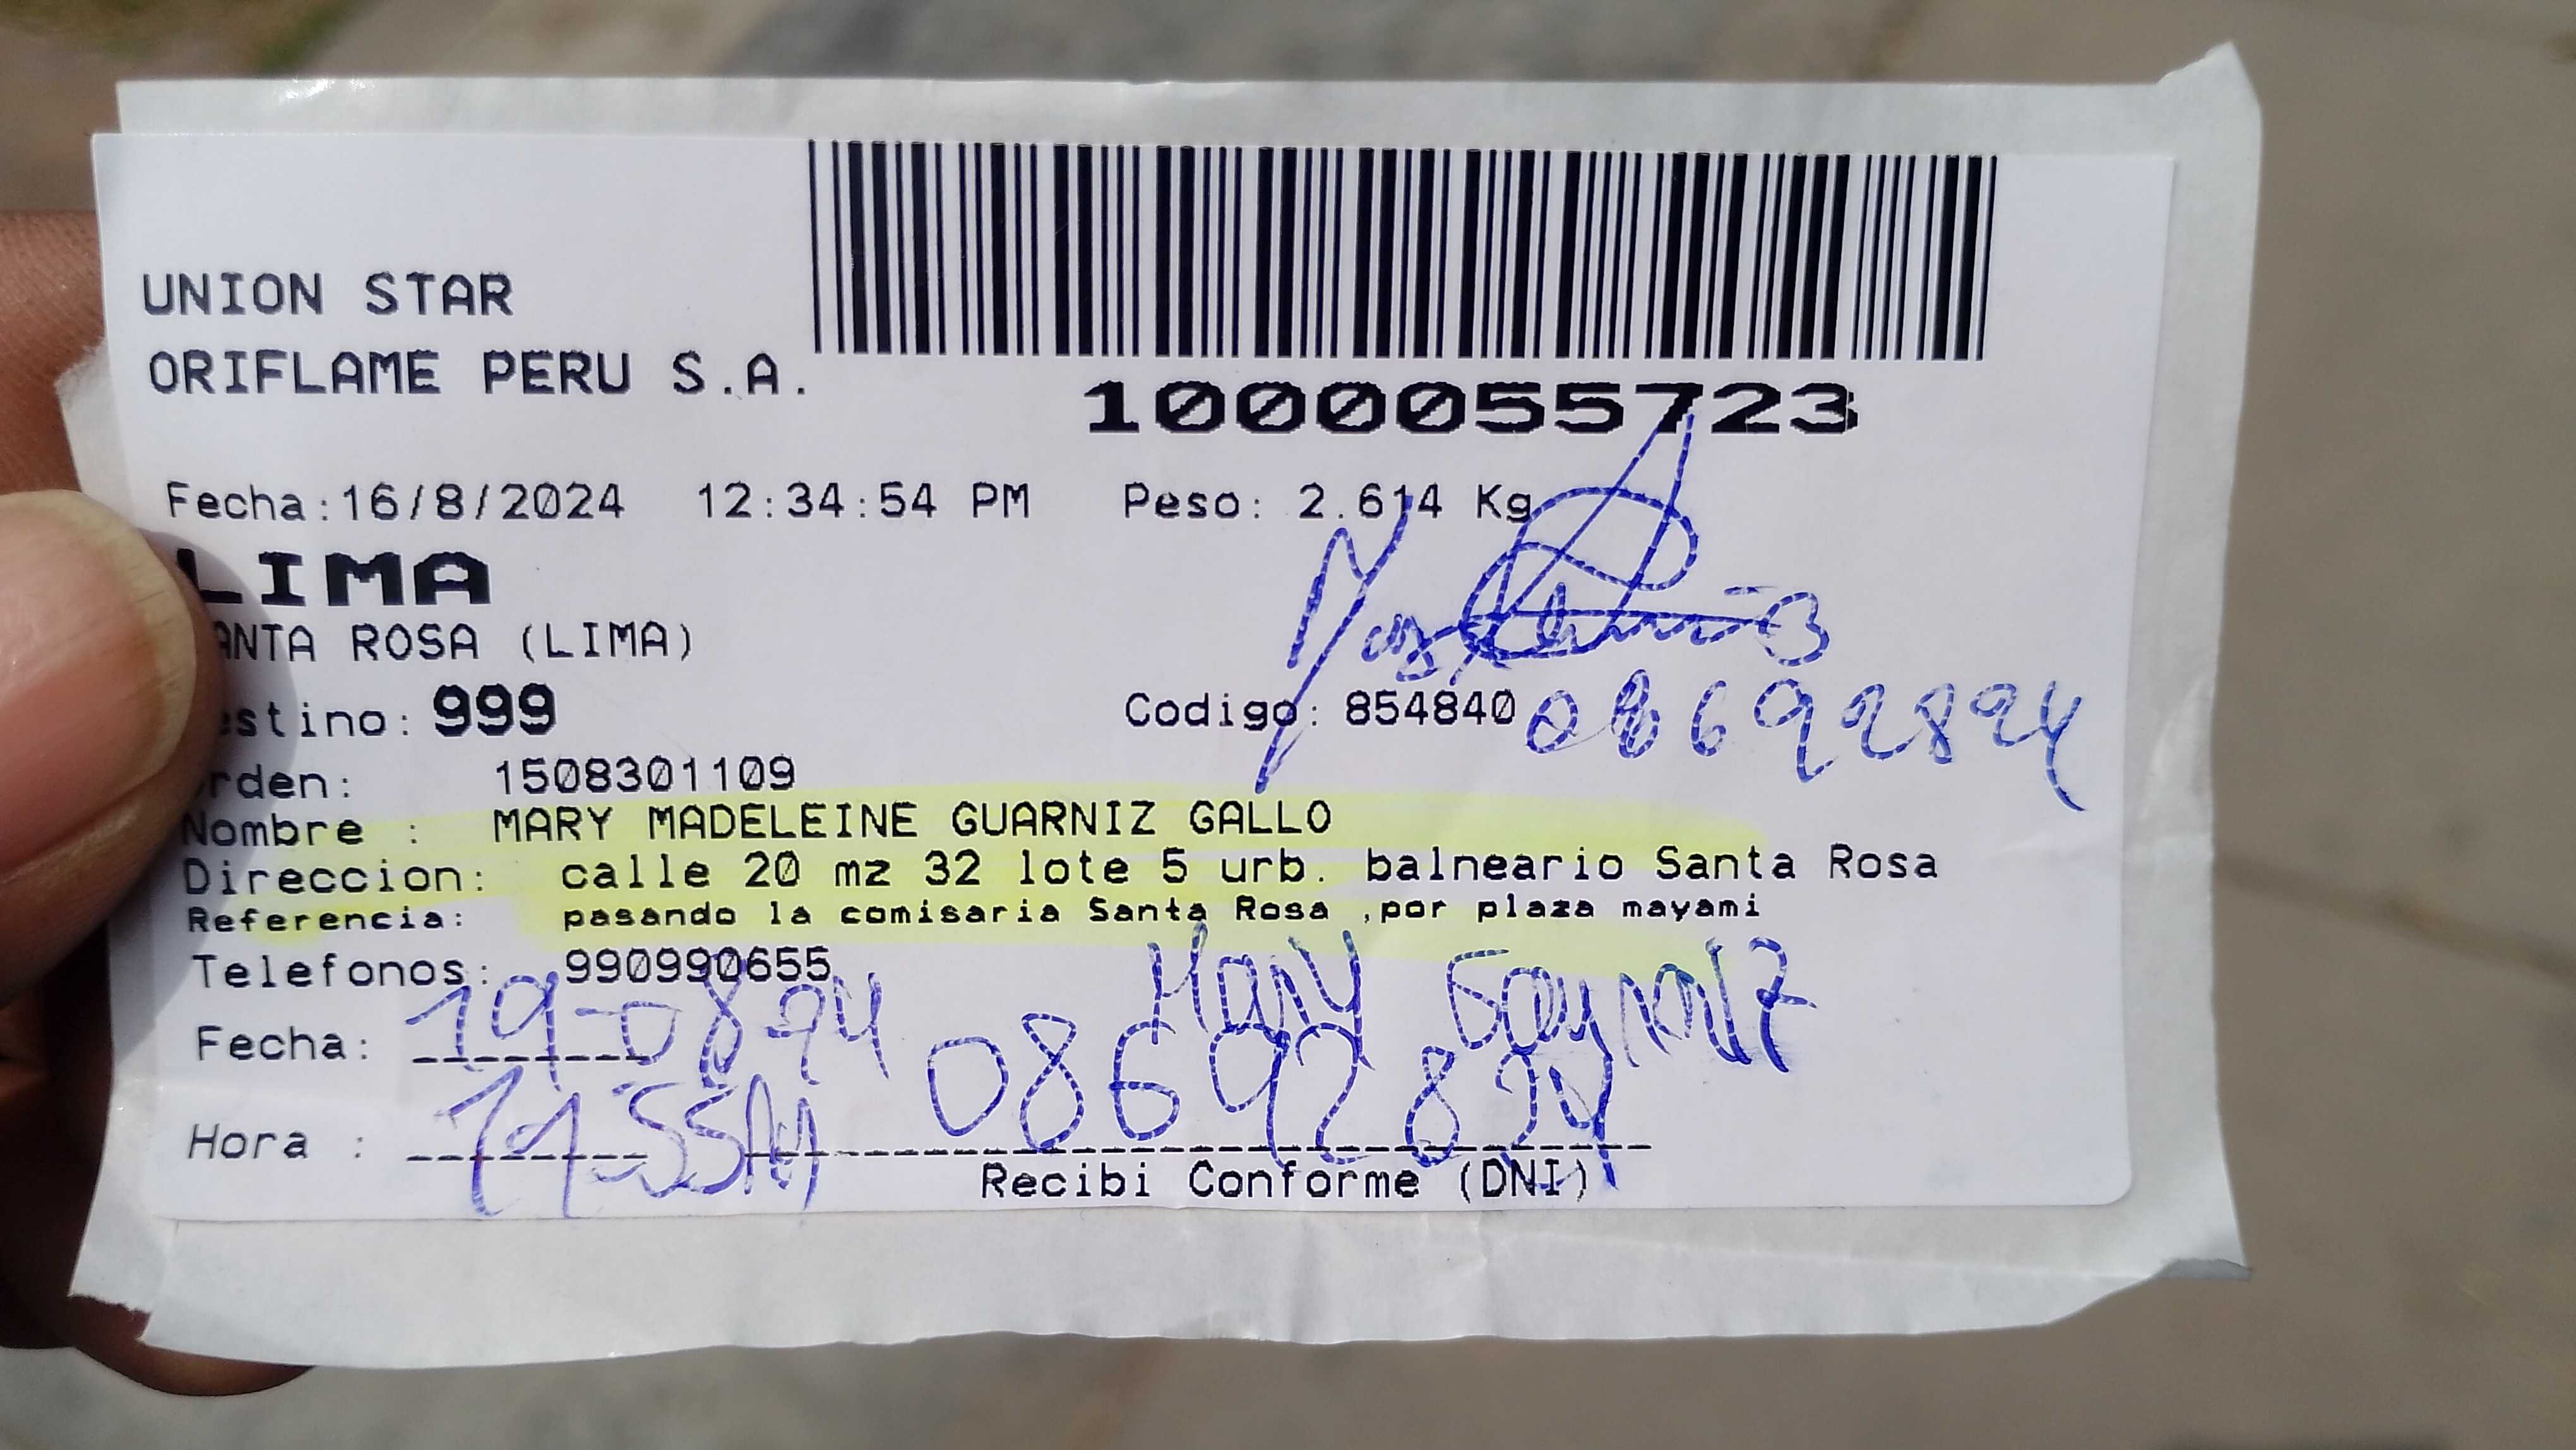 UNION STAR
ORIFLAME PERU S.A.
1000055723
Fecha:16/8/2024 12:34:54 PM Peso: 2.614 Kg
LIMA
ANTA ROSA (LIMA)
estino: 999 Codigo: 854840 08692894
rden: 1508301109
Nombre : MARY MADELEINE GUARNIZ GALLO
Direccion: calle 20 mz 32 lote 5 urb. balneario Santa Rosa
Referencia: pasando la comisaria Santa Rosa ,por plaza mayami
Telefonos: 990990655
Mary
Fecha: 19-08-24
08692824
Hora :
Recibi Conforme (DNI)